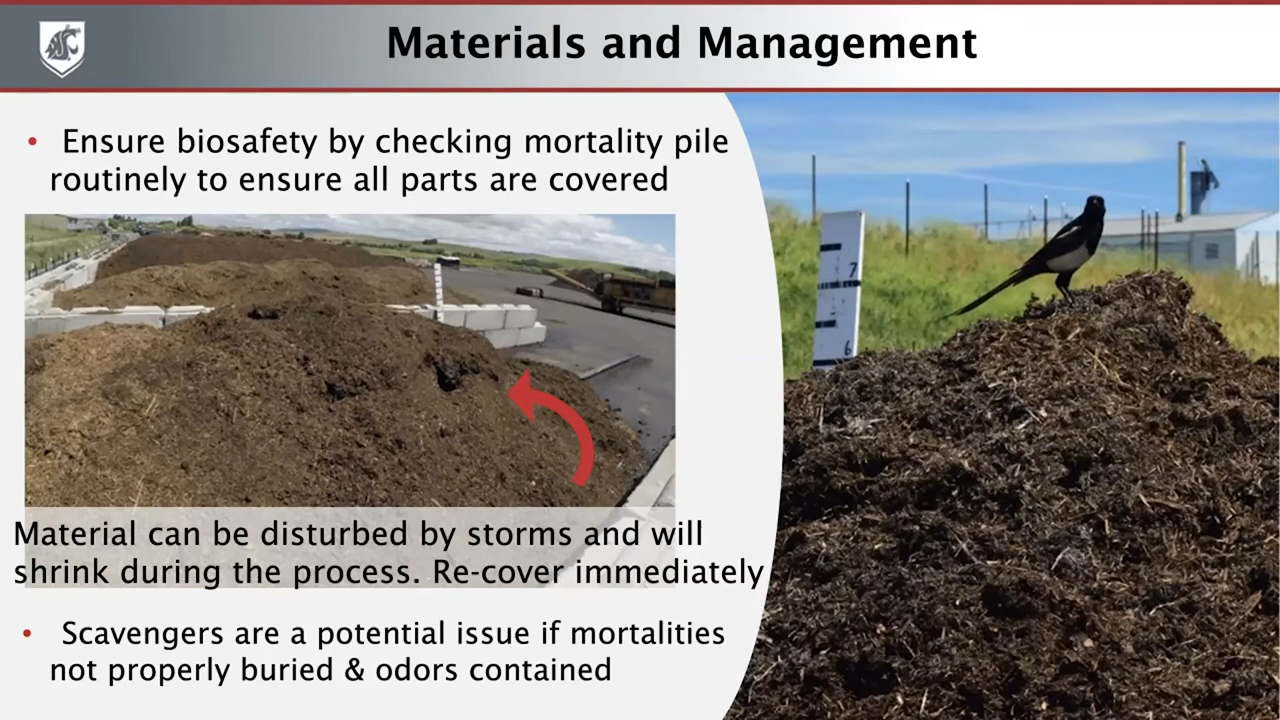 Materials and Management
• Ensure biosafety by checking mortality pile
routinely to ensure all parts are covered
7
6
Material can be disturbed by storms and will
shrink during the process. Re-cover immediately
• Scavengers are a potential issue if mortalities
not properly buried & odors contained